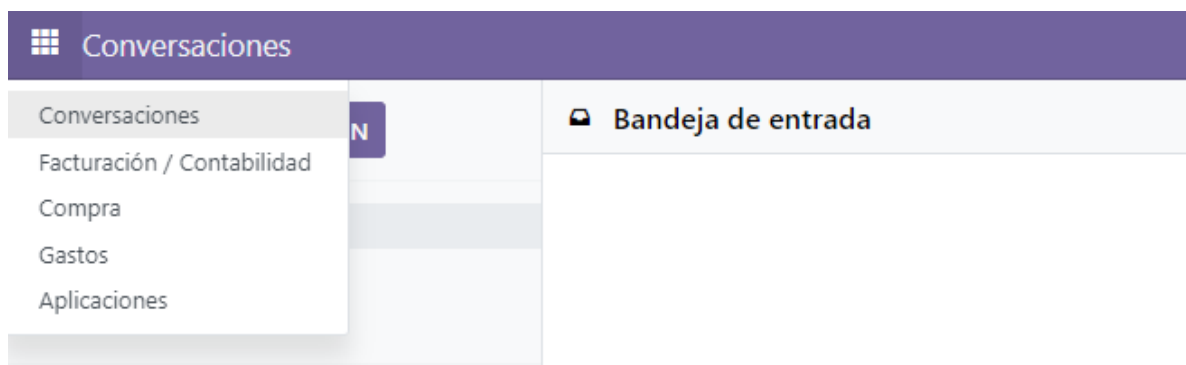 Conversaciones
Conversaciones
Facturación / Contabilidad
Compra
Gastos
Aplicaciones
N
Bandeja de entrada